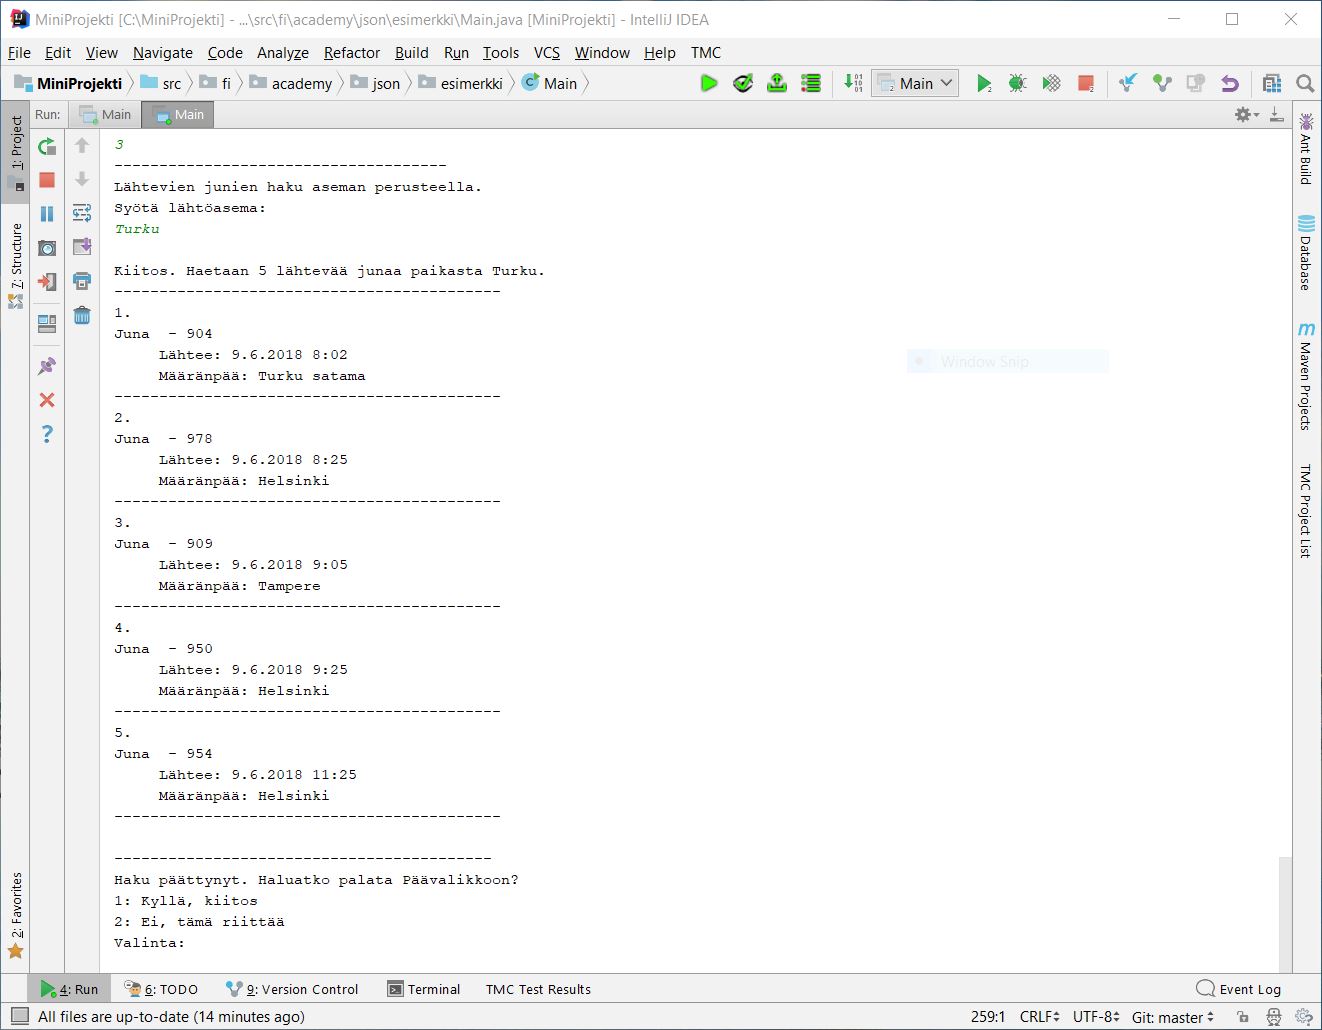 MiniProjekti [C:\MiniProjekti] - ...\src\fi\academy\json\esimerkki\Main.java [MiniProjekti] - IntelliJ IDEA
File Edit View Navigate Code Analyze Refactor Build Run Tools VCS Window Help TMC
MiniProjekti src fi academy json esimerkki Main Main
Run: Main Main
1: Project
7: Structure
2: Favorites
3
-------------------------------------
Lähtevien junien haku aseman perusteella.
Syötä lähtöasema:
Turku
Kiitos. Haetaan 5 lähtevää junaa paikasta Turku.
-------------------------------------------
1.
Juna  - 904
Lähtee: 9.6.2018 8:02
Määränpää: Turku satama
-------------------------------------------
2.
Juna  - 978
Lähtee: 9.6.2018 8:25
Määränpää: Helsinki
-------------------------------------------
3.
Juna  - 909
Lähtee: 9.6.2018 9:05
Määränpää: Tampere
-------------------------------------------
4.
Juna  - 950
Lähtee: 9.6.2018 9:25
Määränpää: Helsinki
-------------------------------------------
5.
Juna  - 954
Lähtee: 9.6.2018 11:25
Määränpää: Helsinki
-------------------------------------------
------------------------------------------
Haku päättynyt. Haluatko palata Päävalikkoon?
1: Kyllä, kiitos
2: Ei, tämä riittää
Valinta:
Window Snip
Ant Build
Database
Maven Projects
TMC Project List
4: Run 6: TODO 9: Version Control Terminal TMC Test Results Event Log
All files are up-to-date (14 minutes ago) 259:1 CRLF UTF-8 Git: master